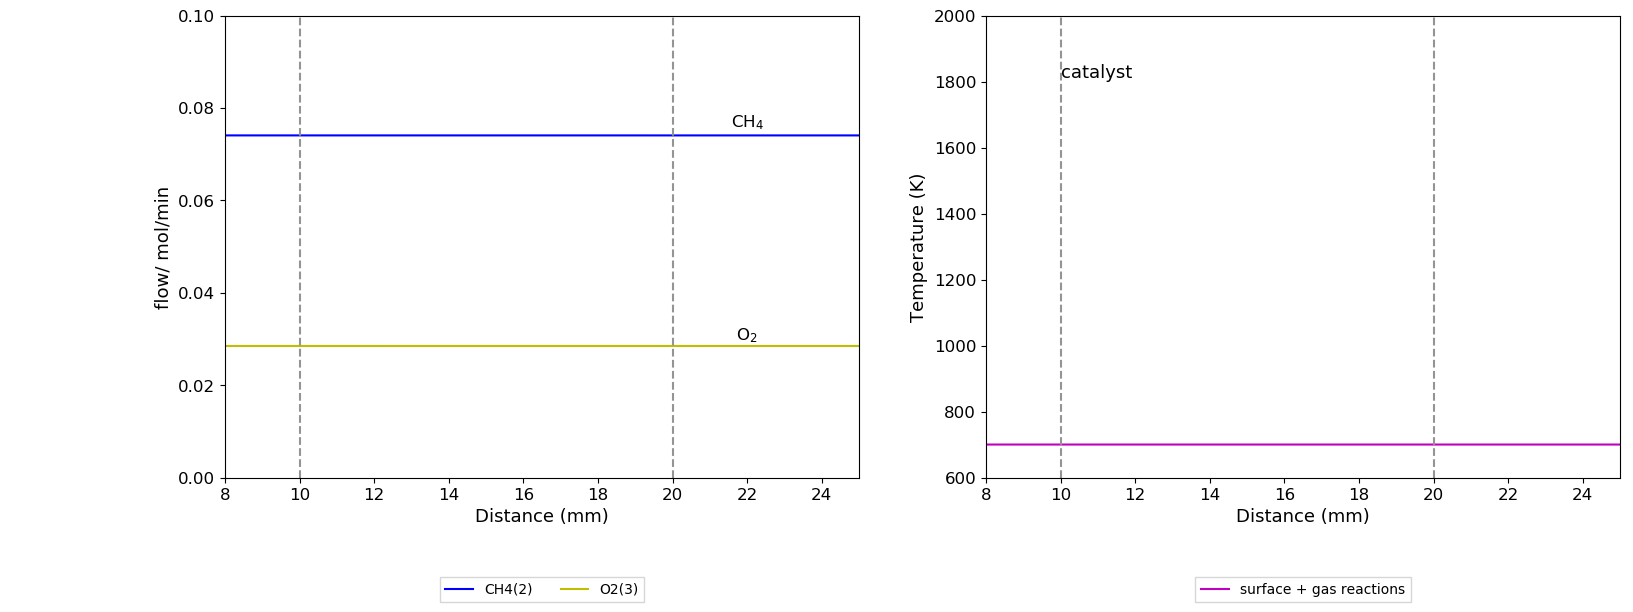 0.10
0.08
0.06
0.04
0.02
0.00
flow/ mol/min
CH₄
O₂
8 10 12 14 16 18 20 22 24
Distance (mm)
CH4(2) O2(3)
2000
1800
1600
1400
1200
1000
800
600
Temperature (K)
catalyst
8 10 12 14 16 18 20 22 24
Distance (mm)
surface + gas reactions